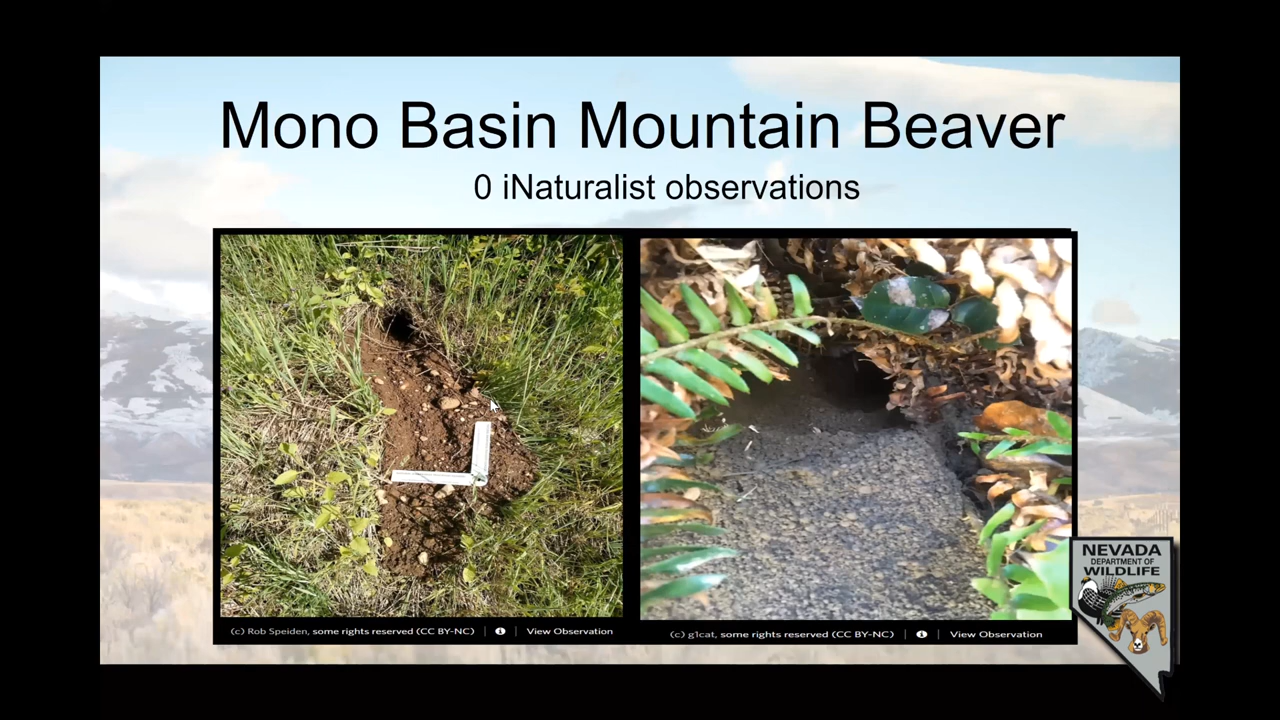 Mono Basin Mountain Beaver
0 iNaturalist observations
(c) Rob Speiden, some rights reserved (CC BY-NC) | View Observation
(c) g1cat, some rights reserved (CC BY-NC) | View Observation
NEVADA
DEPARTMENT OF
WILDLIFE